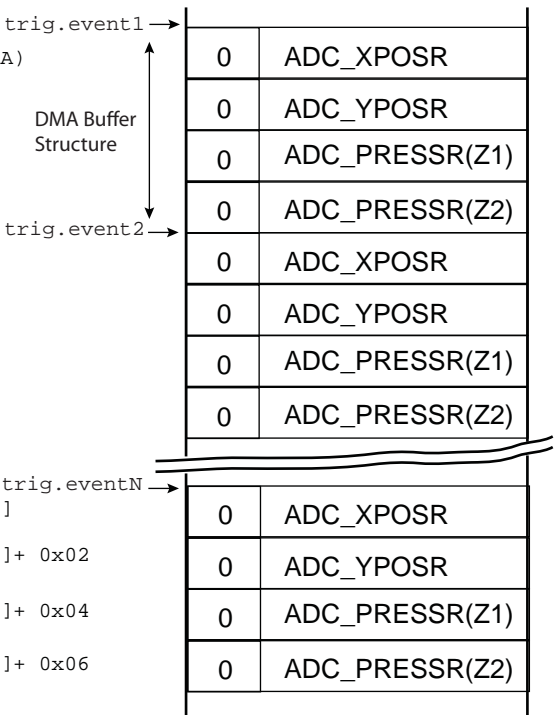 trig.event1
A)
0 ADC_XPOSR
DMA Buffer
Structure
0 ADC_YPOSR
0 ADC_PRESSR(Z1)
0 ADC_PRESSR(Z2)
trig.event2
0 ADC_XPOSR
0 ADC_YPOSR
0 ADC_PRESSR(Z1)
0 ADC_PRESSR(Z2)
trig.eventN
] 0 ADC_XPOSR
]+ 0x02 0 ADC_YPOSR
]+ 0x04 0 ADC_PRESSR(Z1)
]+ 0x06 0 ADC_PRESSR(Z2)